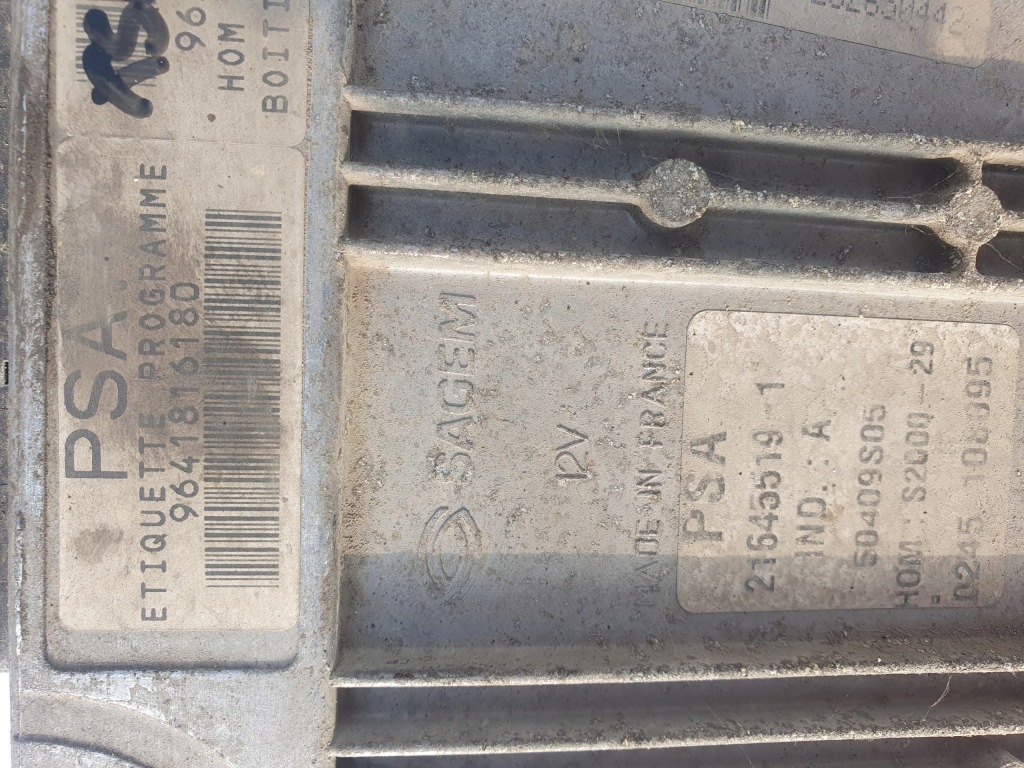 96
HOM
BOITI
PSA
ETIQUETTE PROGRAMME
9641816180
SAGEM
12V
MADE IN FRANCE
PSA
21645519 1
IND.:A
50409S05
HOM :S2000-29